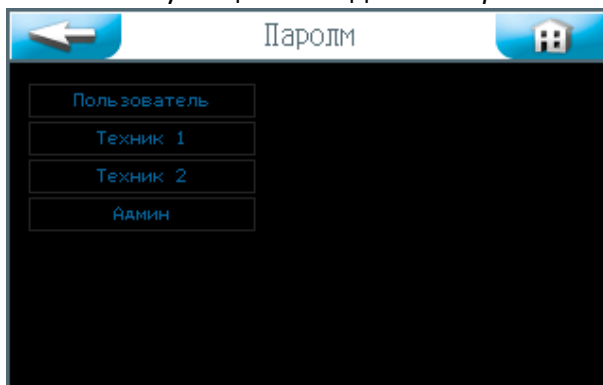 Паролм
Пользователь
Техник 1
Техник 2
Админ